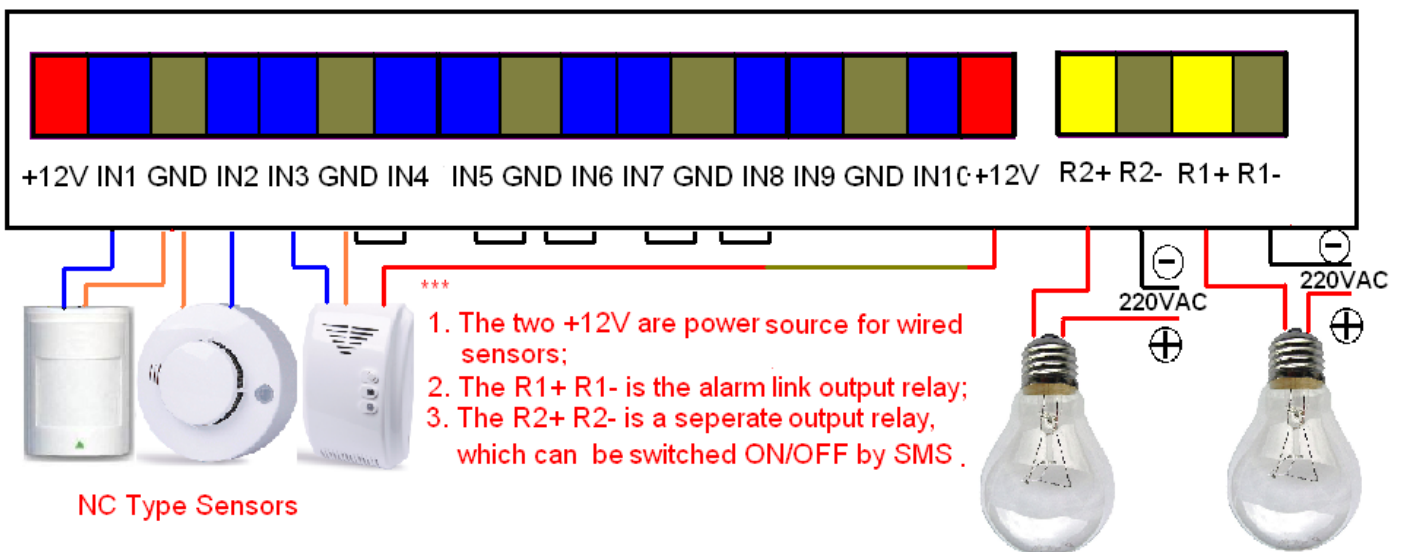 +12V IN1 GND IN2 IN3 GND IN4 IN5 GND IN6 IN7 GND IN8 IN9 GND IN10 +12V R2+ R2- R1+ R1-
220VAC
220VAC
***
1. The two +12V are power source for wired
sensors;
2. The R1+ R1- is the alarm link output relay;
3. The R2+ R2- is a seperate output relay,
which can be switched ON/OFF by SMS .
NC Type Sensors